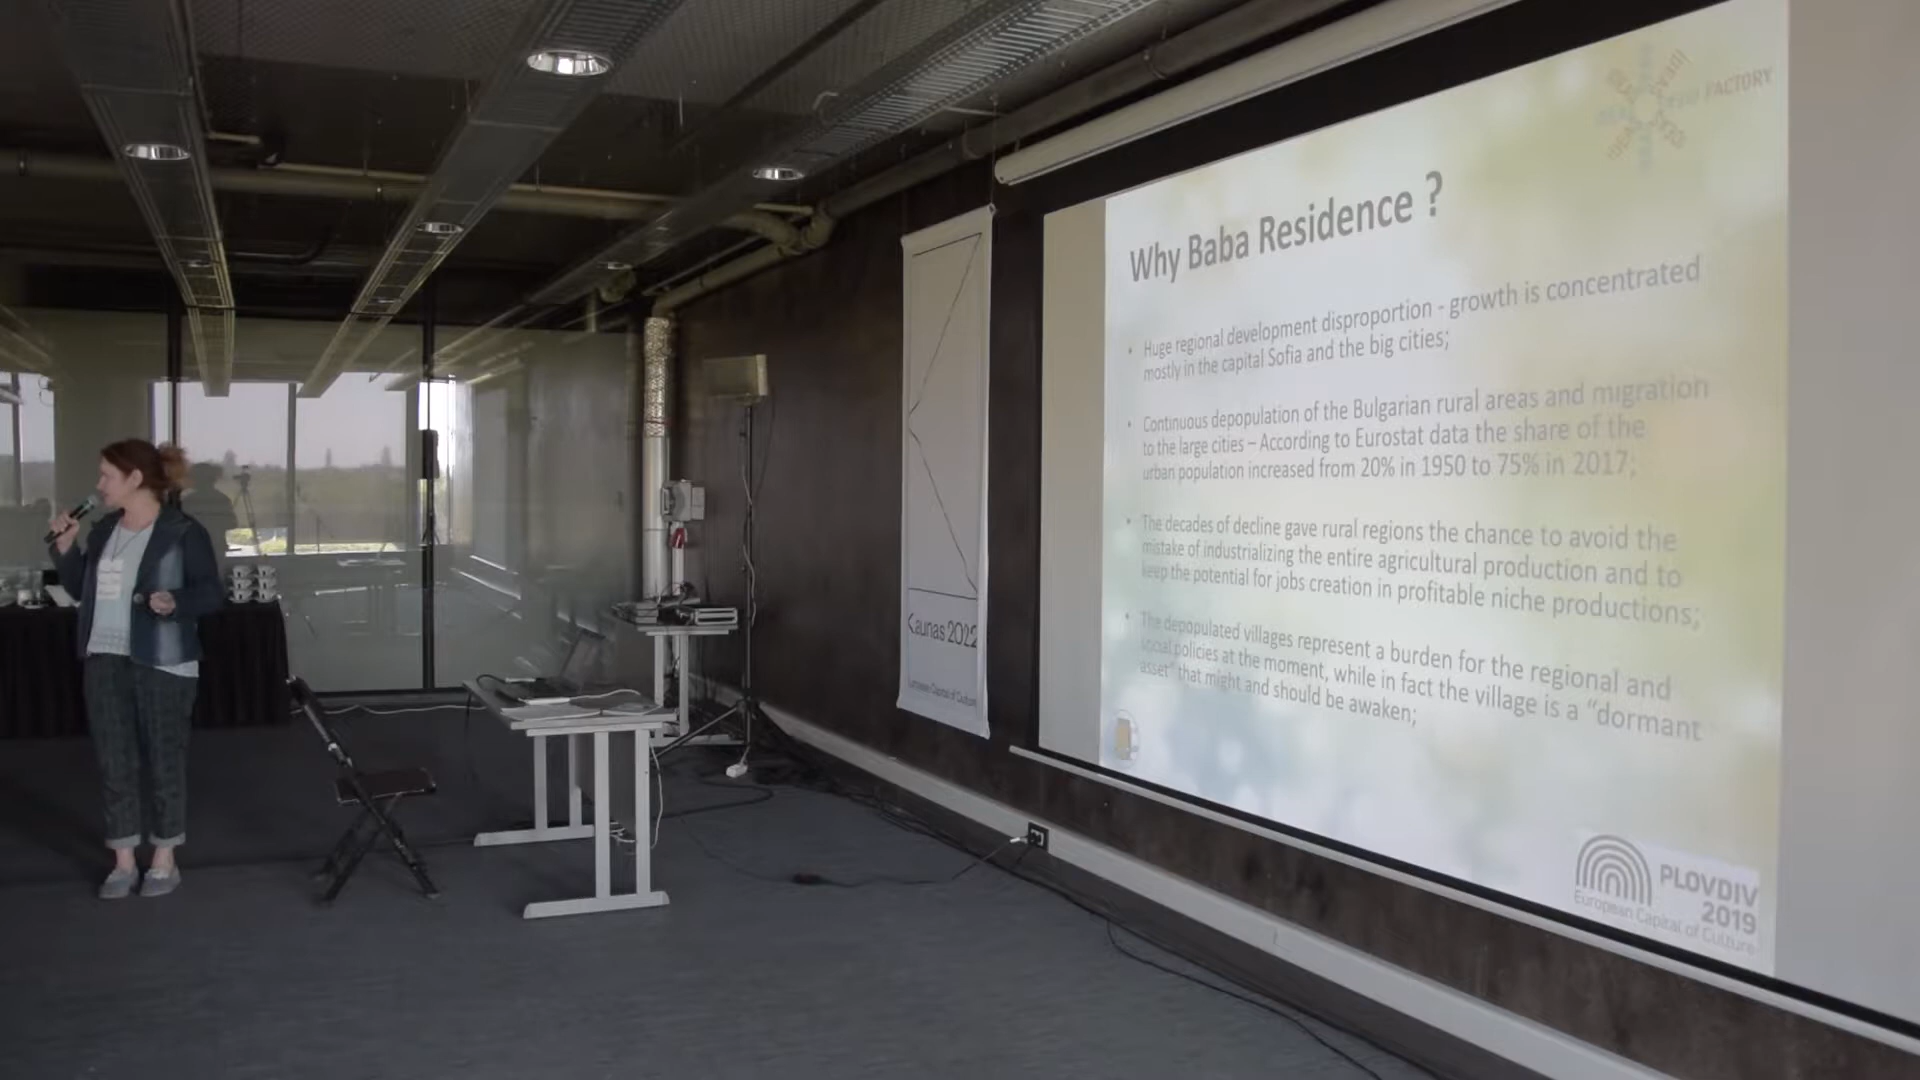 FACTORY
Why Baba Residence ?
• Huge regional development disproportion - growth is concentrated
mostly in the capital Sofia and the big cities;
• Continuous depopulation of the Bulgarian rural areas and migration
to the large cities – According to Eurostat data the share of the
urban population increased from 20% in 1950 to 75% in 2017;
• The decades of decline gave rural regions the chance to avoid the
mistake of industrializing the entire agricultural production and to
keep the potential for jobs creation in profitable niche productions;
• The depopulated villages represent a burden for the regional and
social policies at the moment, while in fact the village is a “dormant
asset” that might and should be awaken;
PLOVDIV
2019
European Capital of Culture
Kaunas 2022
European Capital of Culture